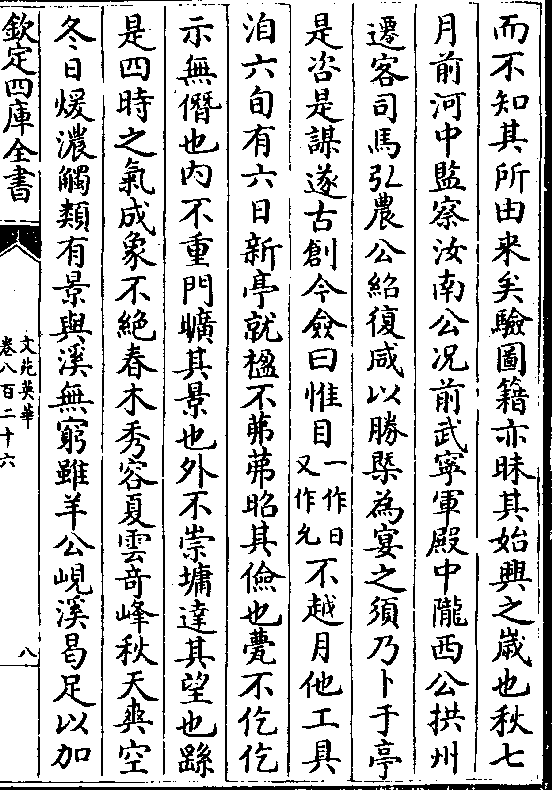 而不知其所由来矣驗圖籍亦昧其始興之歳也秋七
月前河中監察汝南公况前武寧軍殿中隴西公拱州
遷客司馬弘農公紹復咸以勝槩為宴之須乃卜于亭
是咨是謀遂古創今僉曰惟目一作日又作允不越月他工具
洎六旬有六日新亭就楹不茀茀昭其儉也甍不仡仡
示無僭也内不重門曠其景也外不崇墉達其望也繇
是四時之氣成象不絶春木秀容夏雲竒峰秋天爽空
冬日煖濃觸類有景與溪無窮雖羊公峴溪曷足以加
欽定四庫全書
文苑英華
卷八百二十六
八